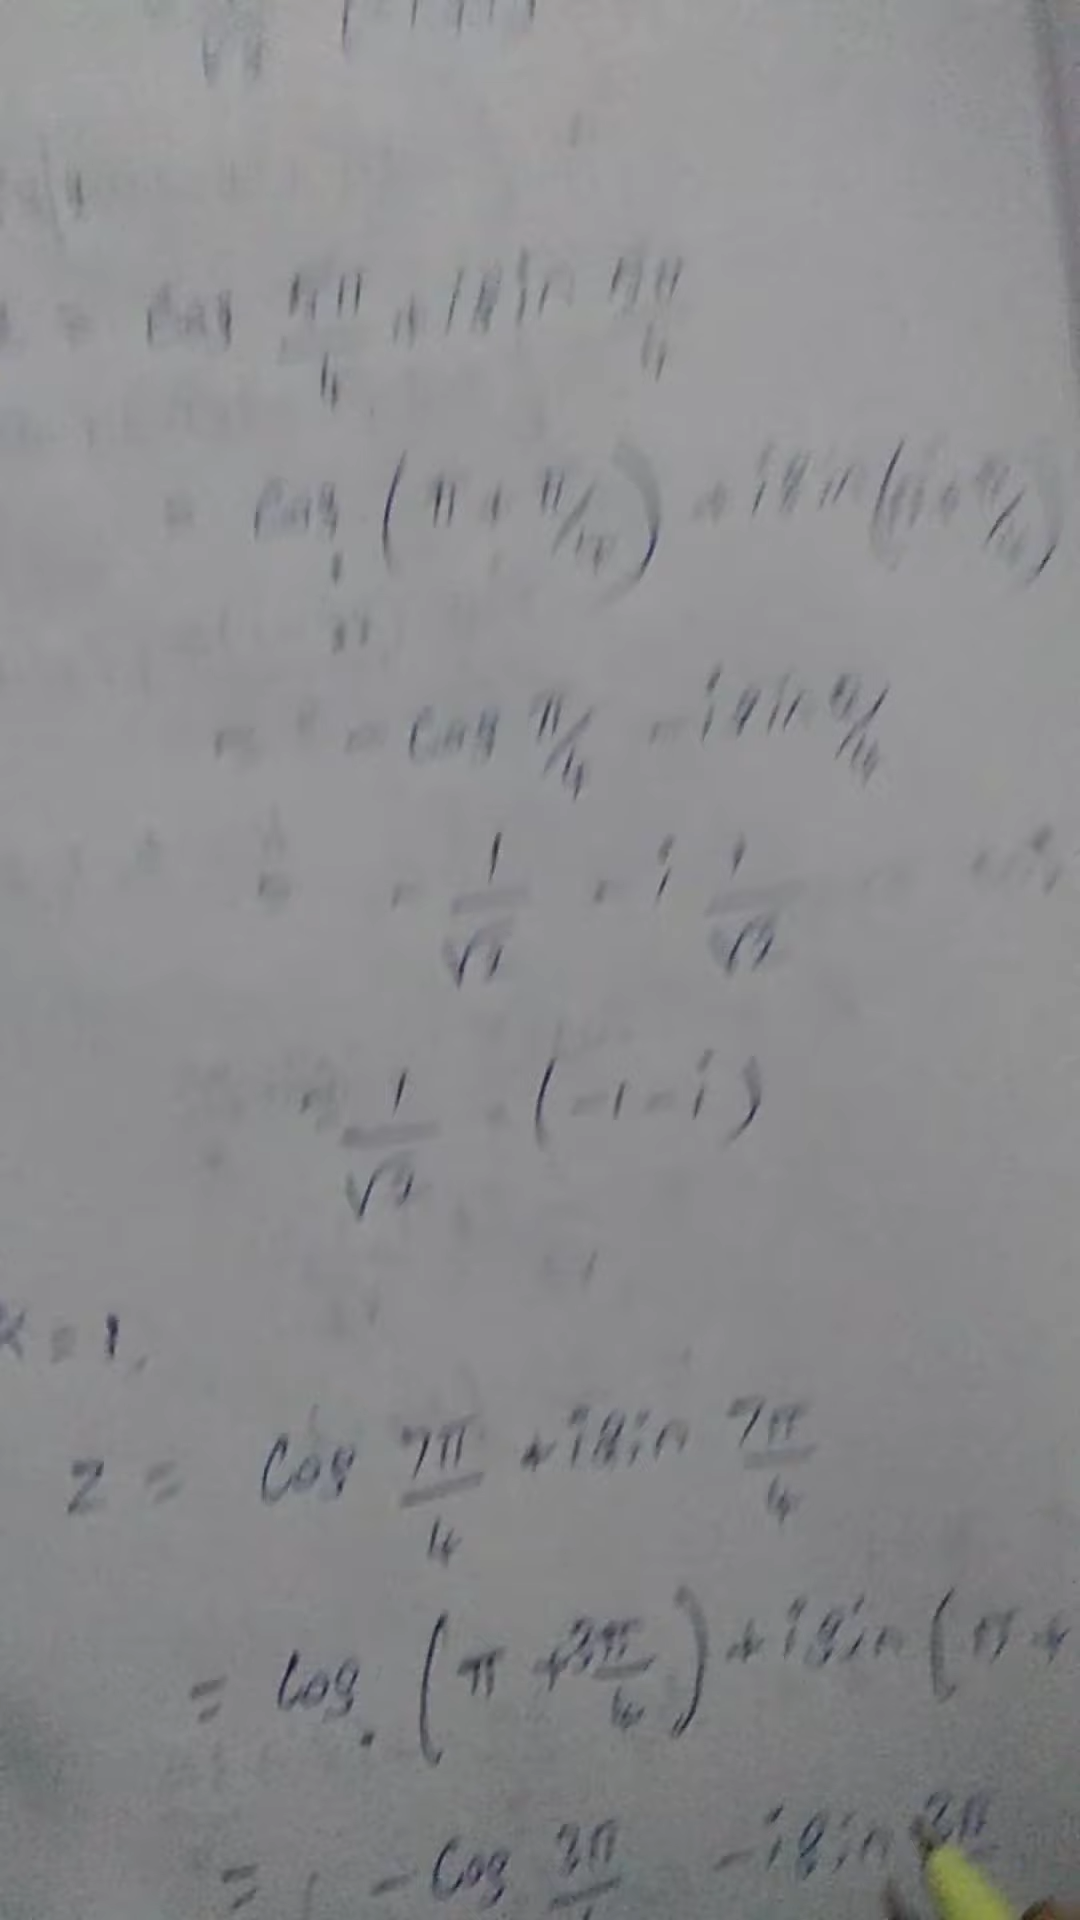 = cos 5π/4 + i sin 5π/4
= cos (π + π/4) + i sin (π + π/4)
= - cos π/4 - i sin π/4
= - 1/√2 - i 1/√2
= 1/√2 (-1-i)
k = 1,
z = cos 7π/4 + i sin 7π/4
= cos (π + 3π/4) + i sin (π +
= - cos 3π/ - i sin 3π